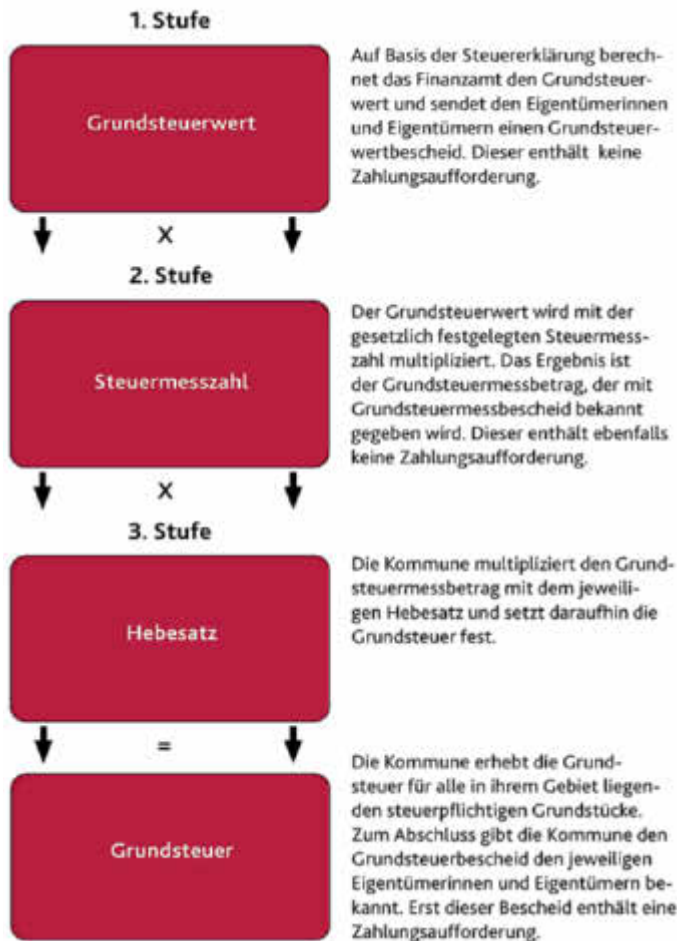 1. Stufe
Grundsteuerwert
Auf Basis der Steuererklärung berech-
net das Finanzamt den Grundsteuer-
wert und sendet den Eigentümerinnen
und Eigentümern einen Grundsteuer-
wertbescheid. Dieser enthält keine
Zahlungsaufforderung.
X
2. Stufe
Steuermesszahl
Der Grundsteuerwert wird mit der
gesetzlich festgelegten Steuermess-
zahl multipliziert. Das Ergebnis ist
der Grundsteuermessbetrag, der mit
Grundsteuermessbescheid bekannt
gegeben wird. Dieser enthält ebenfalls
keine Zahlungsaufforderung.
X
3. Stufe
Hebesatz
Die Kommune multipliziert den Grund-
steuermessbetrag mit dem jeweili-
gen Hebesatz und setzt daraufhin die
Grundsteuer fest.
=
Grundsteuer
Die Kommune erhebt die Grund-
steuer für alle in ihrem Gebiet liegen-
den steuerpflichtigen Grundstücke.
Zum Abschluss gibt die Kommune den
Grundsteuerbescheid den jeweiligen
Eigentümerinnen und Eigentümern be-
kannt. Erst dieser Bescheid enthält eine
Zahlungsaufforderung.